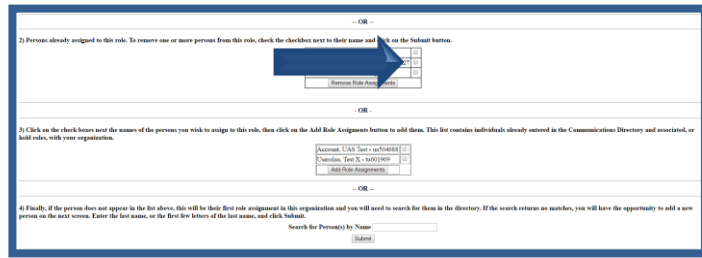 -- OR --
2) Persons already assigned to this role. To remove one or more persons from this role, check the checkbox next to their name and click on the Submit button.
27
Remove Role Assignments
- OR -
3) Click on the check boxes next the names of the persons you wish to assign to this role, then click on the Add Role Assigments button to add them. This list contains individuals already entered in the Communications Directory and associated, or
hold roles, with your organization.
Account, UAS Test - us504688
Userolna, Test X - tu601969
Add Role Assignments
-- OR --
4) Finally, if the person does not appear in the list above, this will be their first role assignment in this organization and you will need to search for them in the directory. If the search returns no matches, you will have the opportunity to add a new
person on the next screen. Enter the last name, or the first few letters of the last name, and click Submit.
Search for Person(s) by Name
Submit